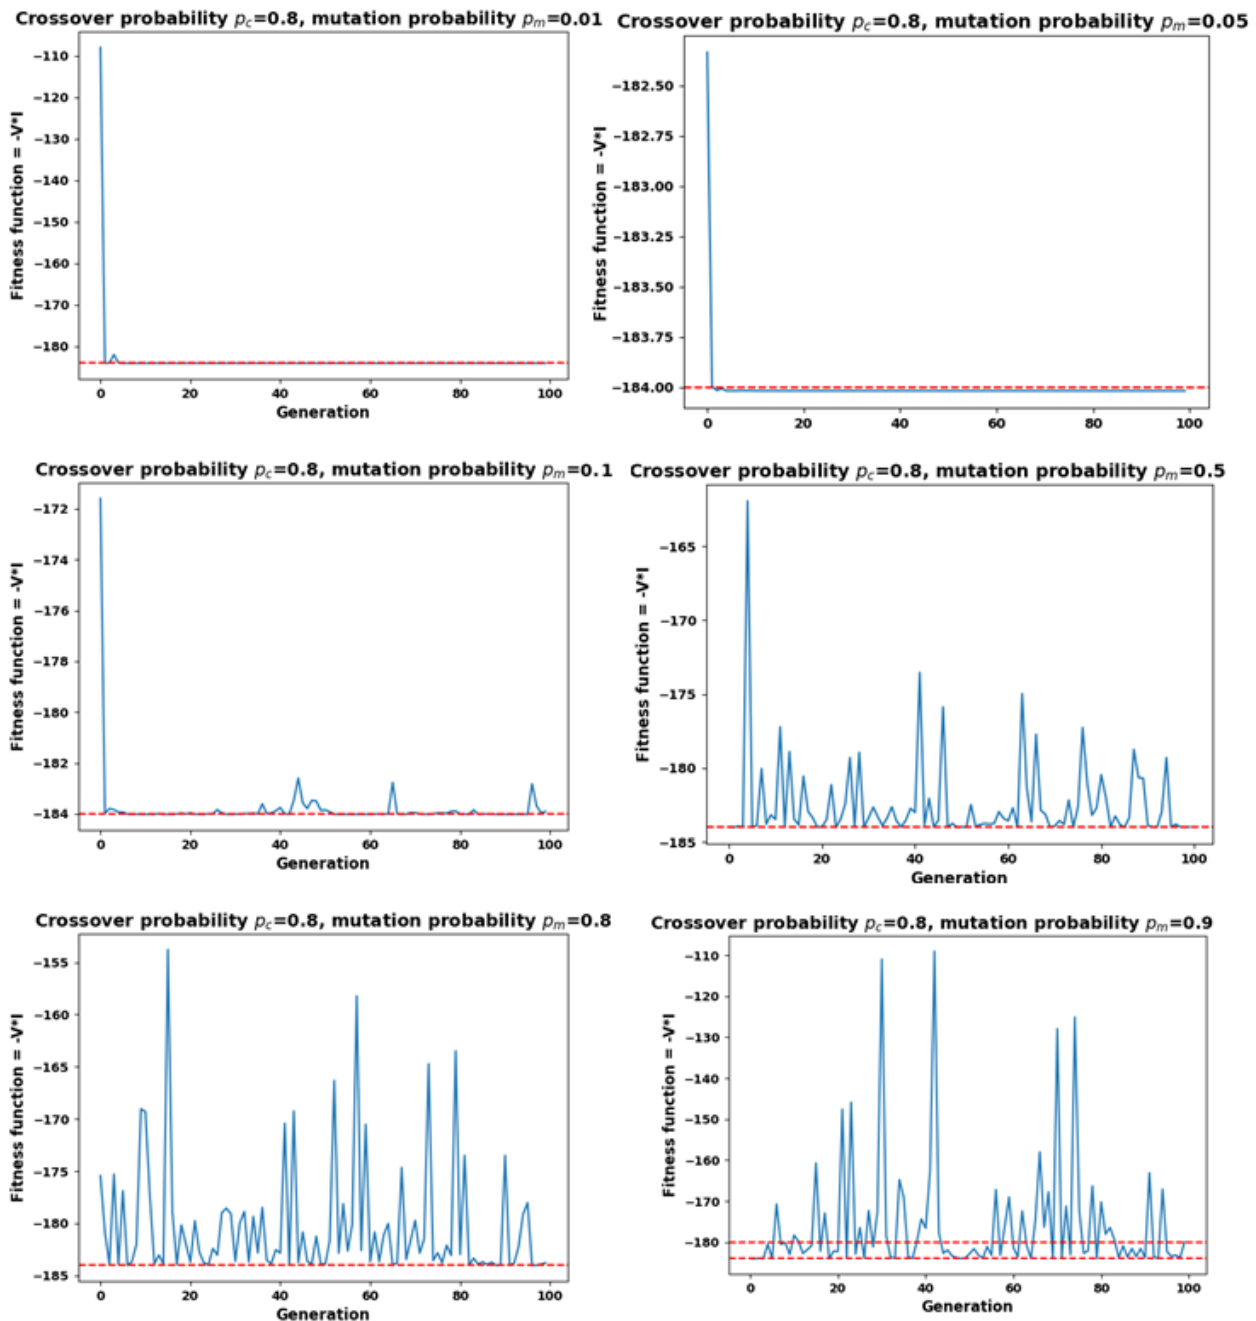 Crossover probability p_c=0.8, mutation probability p_m=0.01
−110
−120
−130
−140
−150
−160
−170
−180
Fitness function = -V*I
0 20 40 60 80 100
Generation
Crossover probability p_c=0.8, mutation probability p_m=0.05
−182.50
−182.75
−183.00
−183.25
−183.50
−183.75
−184.00
Fitness function = -V*I
0 20 40 60 80 100
Crossover probability p_c=0.8, mutation probability p_m=0.1
−172
−174
−176
−178
−180
−182
−184
Fitness function = -V*I
0 20 40 60 80 100
Generation
Crossover probability p_c=0.8, mutation probability p_m=0.5
−165
−170
−175
−180
−185
Fitness function = -V*I
0 20 40 60 80 100
Generation
Crossover probability p_c=0.8, mutation probability p_m=0.8
−155
−160
−165
−170
−175
−180
−185
Fitness function = -V*I
0 20 40 60 80 100
Generation
Crossover probability p_c=0.8, mutation probability p_m=0.9
−110
−120
−130
−140
−150
−160
−170
−180
Fitness function = -V*I
0 20 40 60 80 100
Generation